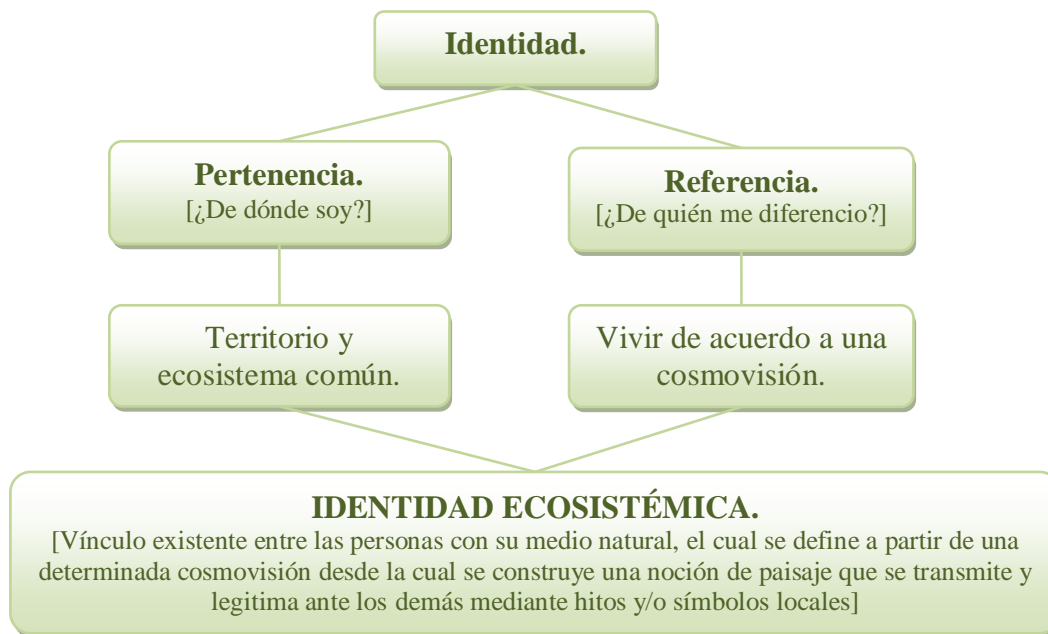 Identidad.
Pertenencia.
[¿De dónde soy?]
Referencia.
[¿De quién me diferencio?]
Territorio y
ecosistema común.
Vivir de acuerdo a una
cosmovisión.
IDENTIDAD ECOSISTÉMICA.
[Vínculo existente entre las personas con su medio natural, el cual se define a partir de una
determinada cosmovisión desde la cual se construye una noción de paisaje que se transmite y
legitima ante los demás mediante hitos y/o símbolos locales]